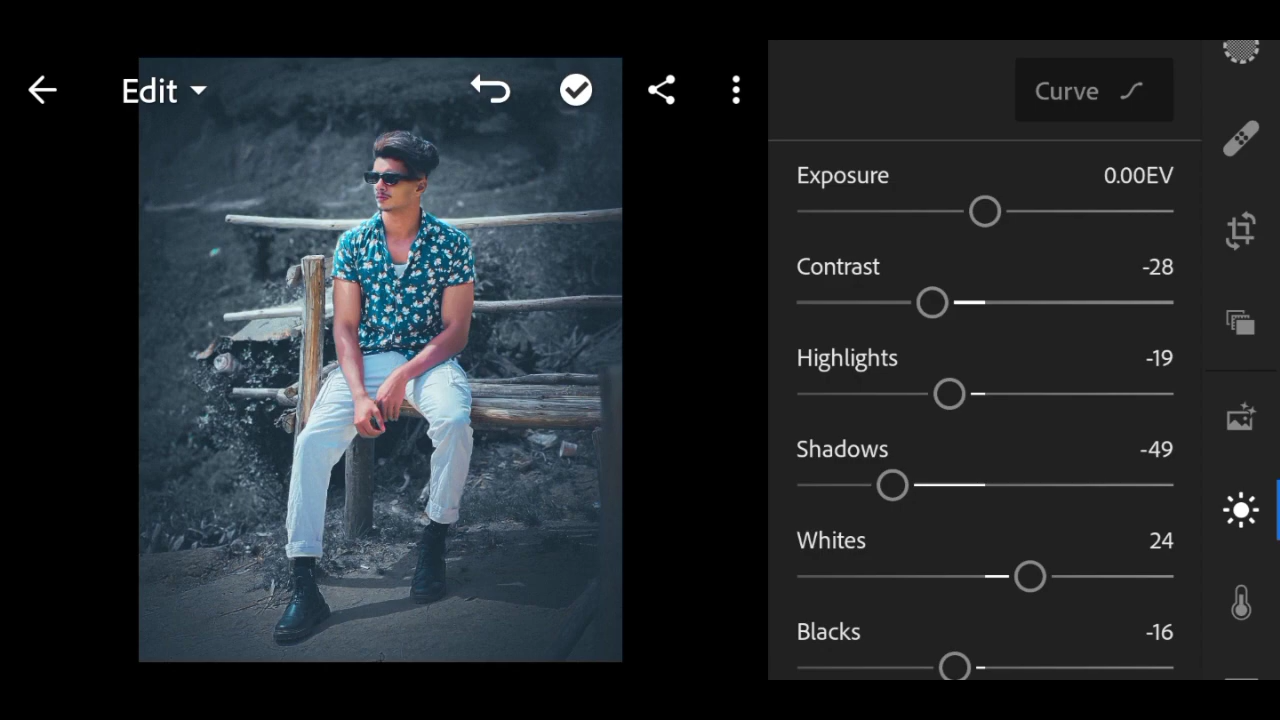 Edit
Curve
Exposure 0.00EV
Contrast -28
Highlights -19
Shadows -49
Whites 24
Blacks -16